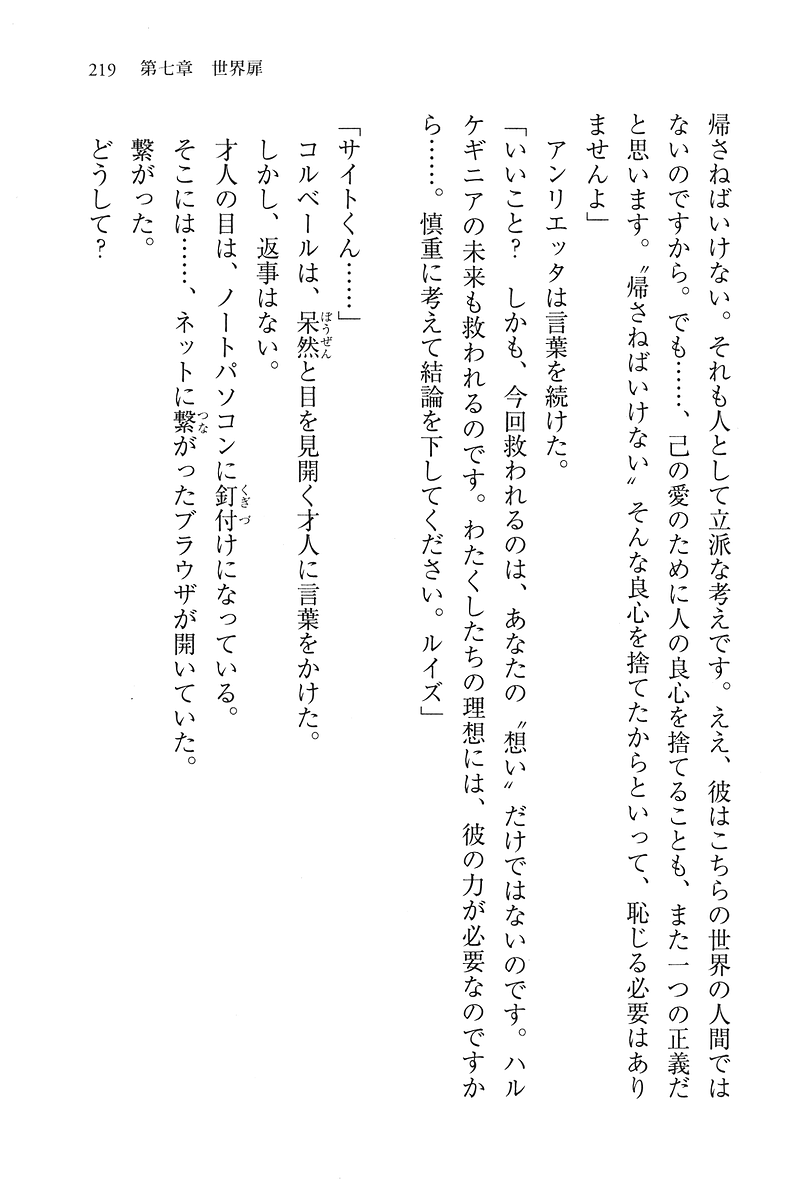 219　第七章　世界扉
帰さねばいけない。それも人として立派な考えです。ええ、彼はこちらの世界の人間では
ないのですから。でも……、己の愛のために人の良心を捨てることも、また一つの正義だ
と思います。〝帰さねばいけない〟そんな良心を捨てたからといって、恥じる必要はあり
ませんよ」
　アンリエッタは言葉を続けた。
「いいこと？　しかも、今回救われるのは、あなたの〝想い〟だけではないのです。ハル
ケギニアの未来も救われるのです。わたくしたちの理想には、彼の力が必要なのですか
ら……。慎重に考えて結論を下してください。ルイズ」
「サイトくん……」
　コルベールは、呆然と目を見開く才人に言葉をかけた。
　しかし、返事はない。
　才人の目は、ノートパソコンに釘付けになっている。
　そこには……、ネットに繋がったブラウザが開いていた。
　繋がった。
　どうして？